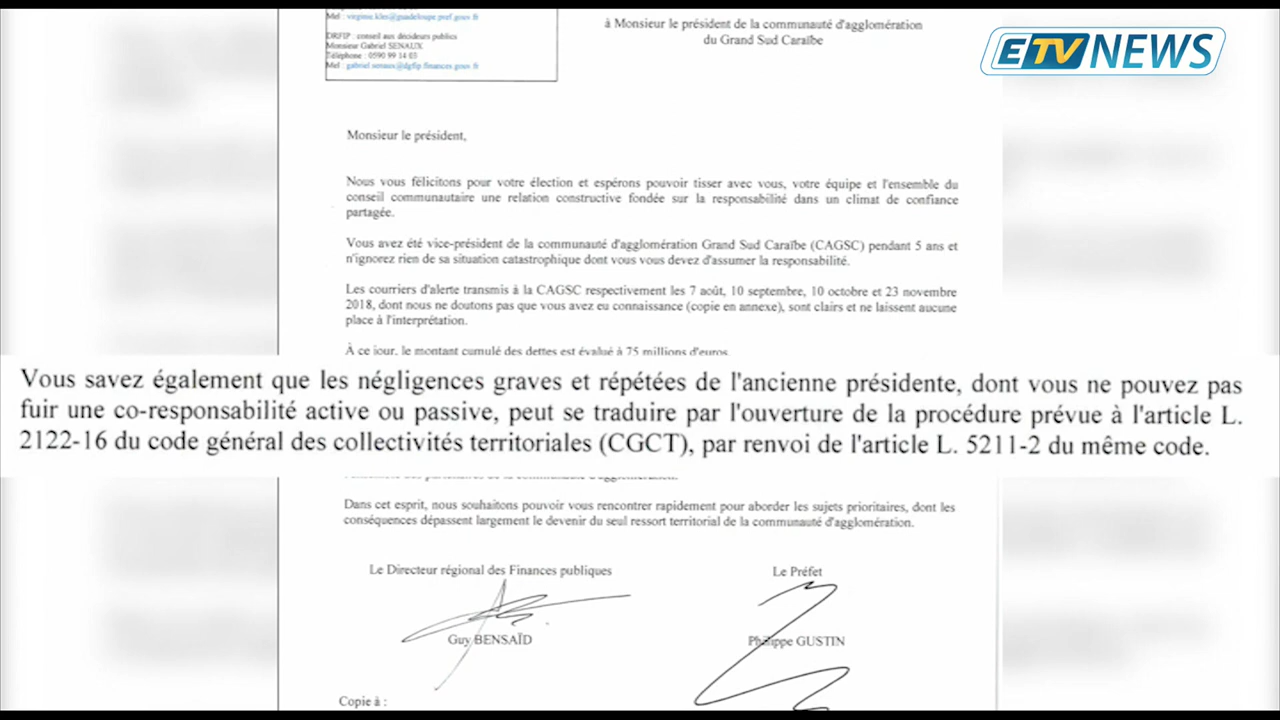 Mel : virginie.kles@guadeloupe.pref.gouv.fr
DRFIP : conseil aux décideurs publics
Monsieur Gabriel SENAUX
Téléphone : 0590 99 14 03
Mel : gabriel.senaux@dgfip.finances.gouv.fr
à Monsieur le président de la communauté d'agglomération
du Grand Sud Caraïbe
ETV NEWS
Monsieur le président,
Nous vous félicitons pour votre élection et espérons pouvoir tisser avec vous, votre équipe et l'ensemble du
conseil communautaire une relation constructive fondée sur la responsabilité dans un climat de confiance
partagée.
Vous avez été vice-président de la communauté d'agglomération Grand Sud Caraïbe (CAGSC) pendant 5 ans et
n'ignorez rien de sa situation catastrophique dont vous vous devez d'assumer la responsabilité.
Les courriers d'alerte transmis à la CAGSC respectivement les 7 août, 10 septembre, 10 octobre et 23 novembre
2018, dont nous ne doutons pas que vous avez eu connaissance (copie en annexe), sont clairs et ne laissent aucune
place à l'interprétation.
À ce jour, le montant cumulé des dettes est évalué à 75 millions d'euros.
Vous savez également que les négligences graves et répétées de l'ancienne présidente, dont vous ne pouvez pas
fuir une co-responsabilité active ou passive, peut se traduire par l'ouverture de la procédure prévue à l'article L.
2122-16 du code général des collectivités territoriales (CGCT), par renvoi de l'article L. 5211-2 du même code.
Dans cet esprit, nous souhaitons pouvoir vous rencontrer rapidement pour aborder les sujets prioritaires, dont les
conséquences dépassent largement le devenir du seul ressort territorial de la communauté d'agglomération.
Le Directeur régional des Finances publiques
Le Préfet
Guy BENSAÏD
Philippe GUSTIN
Copie à :